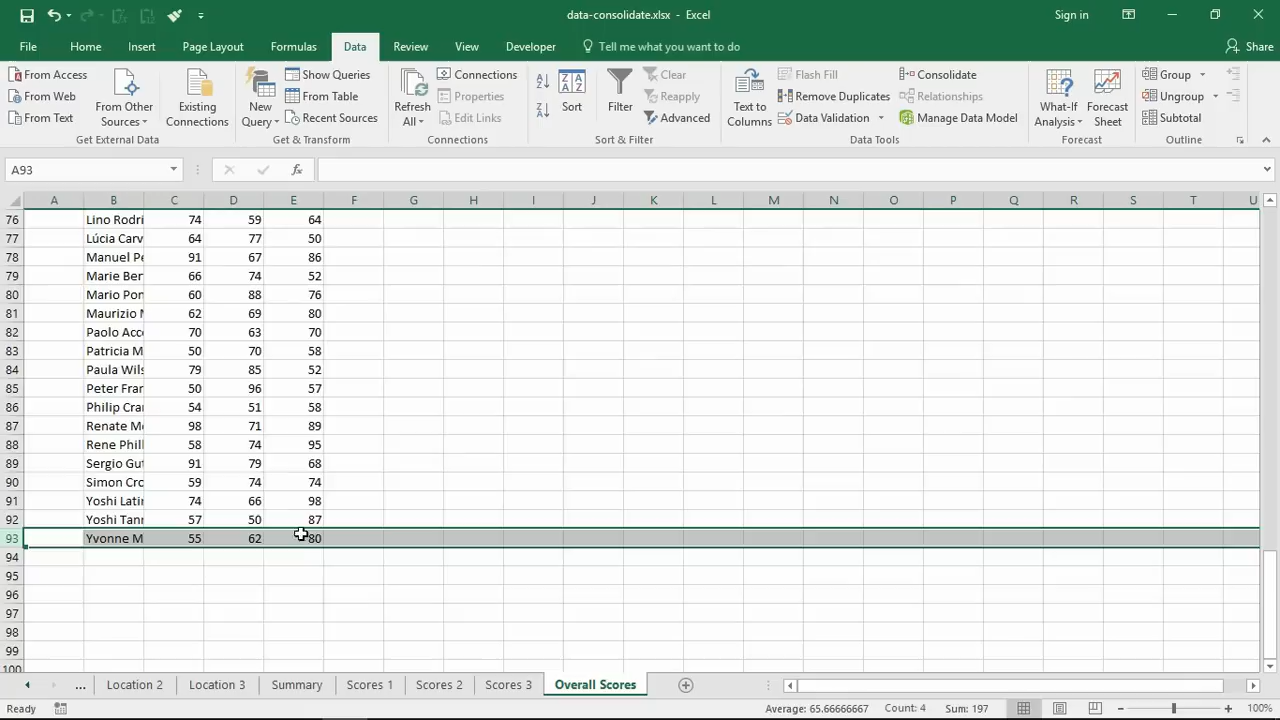 data-consolidate.xlsx - Excel
Sign in
File Home Insert Page Layout Formulas Data Review View Developer Tell me what you want to do Share
From Access
From Web
From Text
From Other Sources
Existing Connections
Get External Data
New Query
Show Queries
From Table
Recent Sources
Get & Transform
Refresh All
Connections
Properties
Edit Links
Connections
Sort
Filter
Clear
Reapply
Advanced
Sort & Filter
Text to Columns
Flash Fill
Remove Duplicates
Data Validation
Consolidate
Relationships
Manage Data Model
Data Tools
What-If Analysis
Forecast Sheet
Forecast
Group
Ungroup
Subtotal
Outline
A93
fx
A B C D E F G H I J K L M N O P Q R S T U
76 Lino Rodri 74 59 64
77 Lúcia Carv 64 77 50
78 Manuel Pe 91 67 86
79 Marie Ber 66 74 52
80 Mario Pon 60 88 76
81 Maurizio M 62 69 80
82 Paolo Acc 70 63 70
83 Patricia M 50 70 58
84 Paula Wils 79 85 52
85 Peter Fran 50 96 57
86 Philip Cra 54 51 58
87 Renate Me 98 71 89
88 Rene Phill 58 74 95
89 Sergio Gut 91 79 68
90 Simon Cro 59 74 74
91 Yoshi Latin 74 66 98
92 Yoshi Tann 57 50 87
93 Yvonne M 55 62 80
94
95
96
97
98
99
100
... Location 2 Location 3 Summary Scores 1 Scores 2 Scores 3 Overall Scores
Ready Average: 65.66666667 Count: 4 Sum: 197 100%